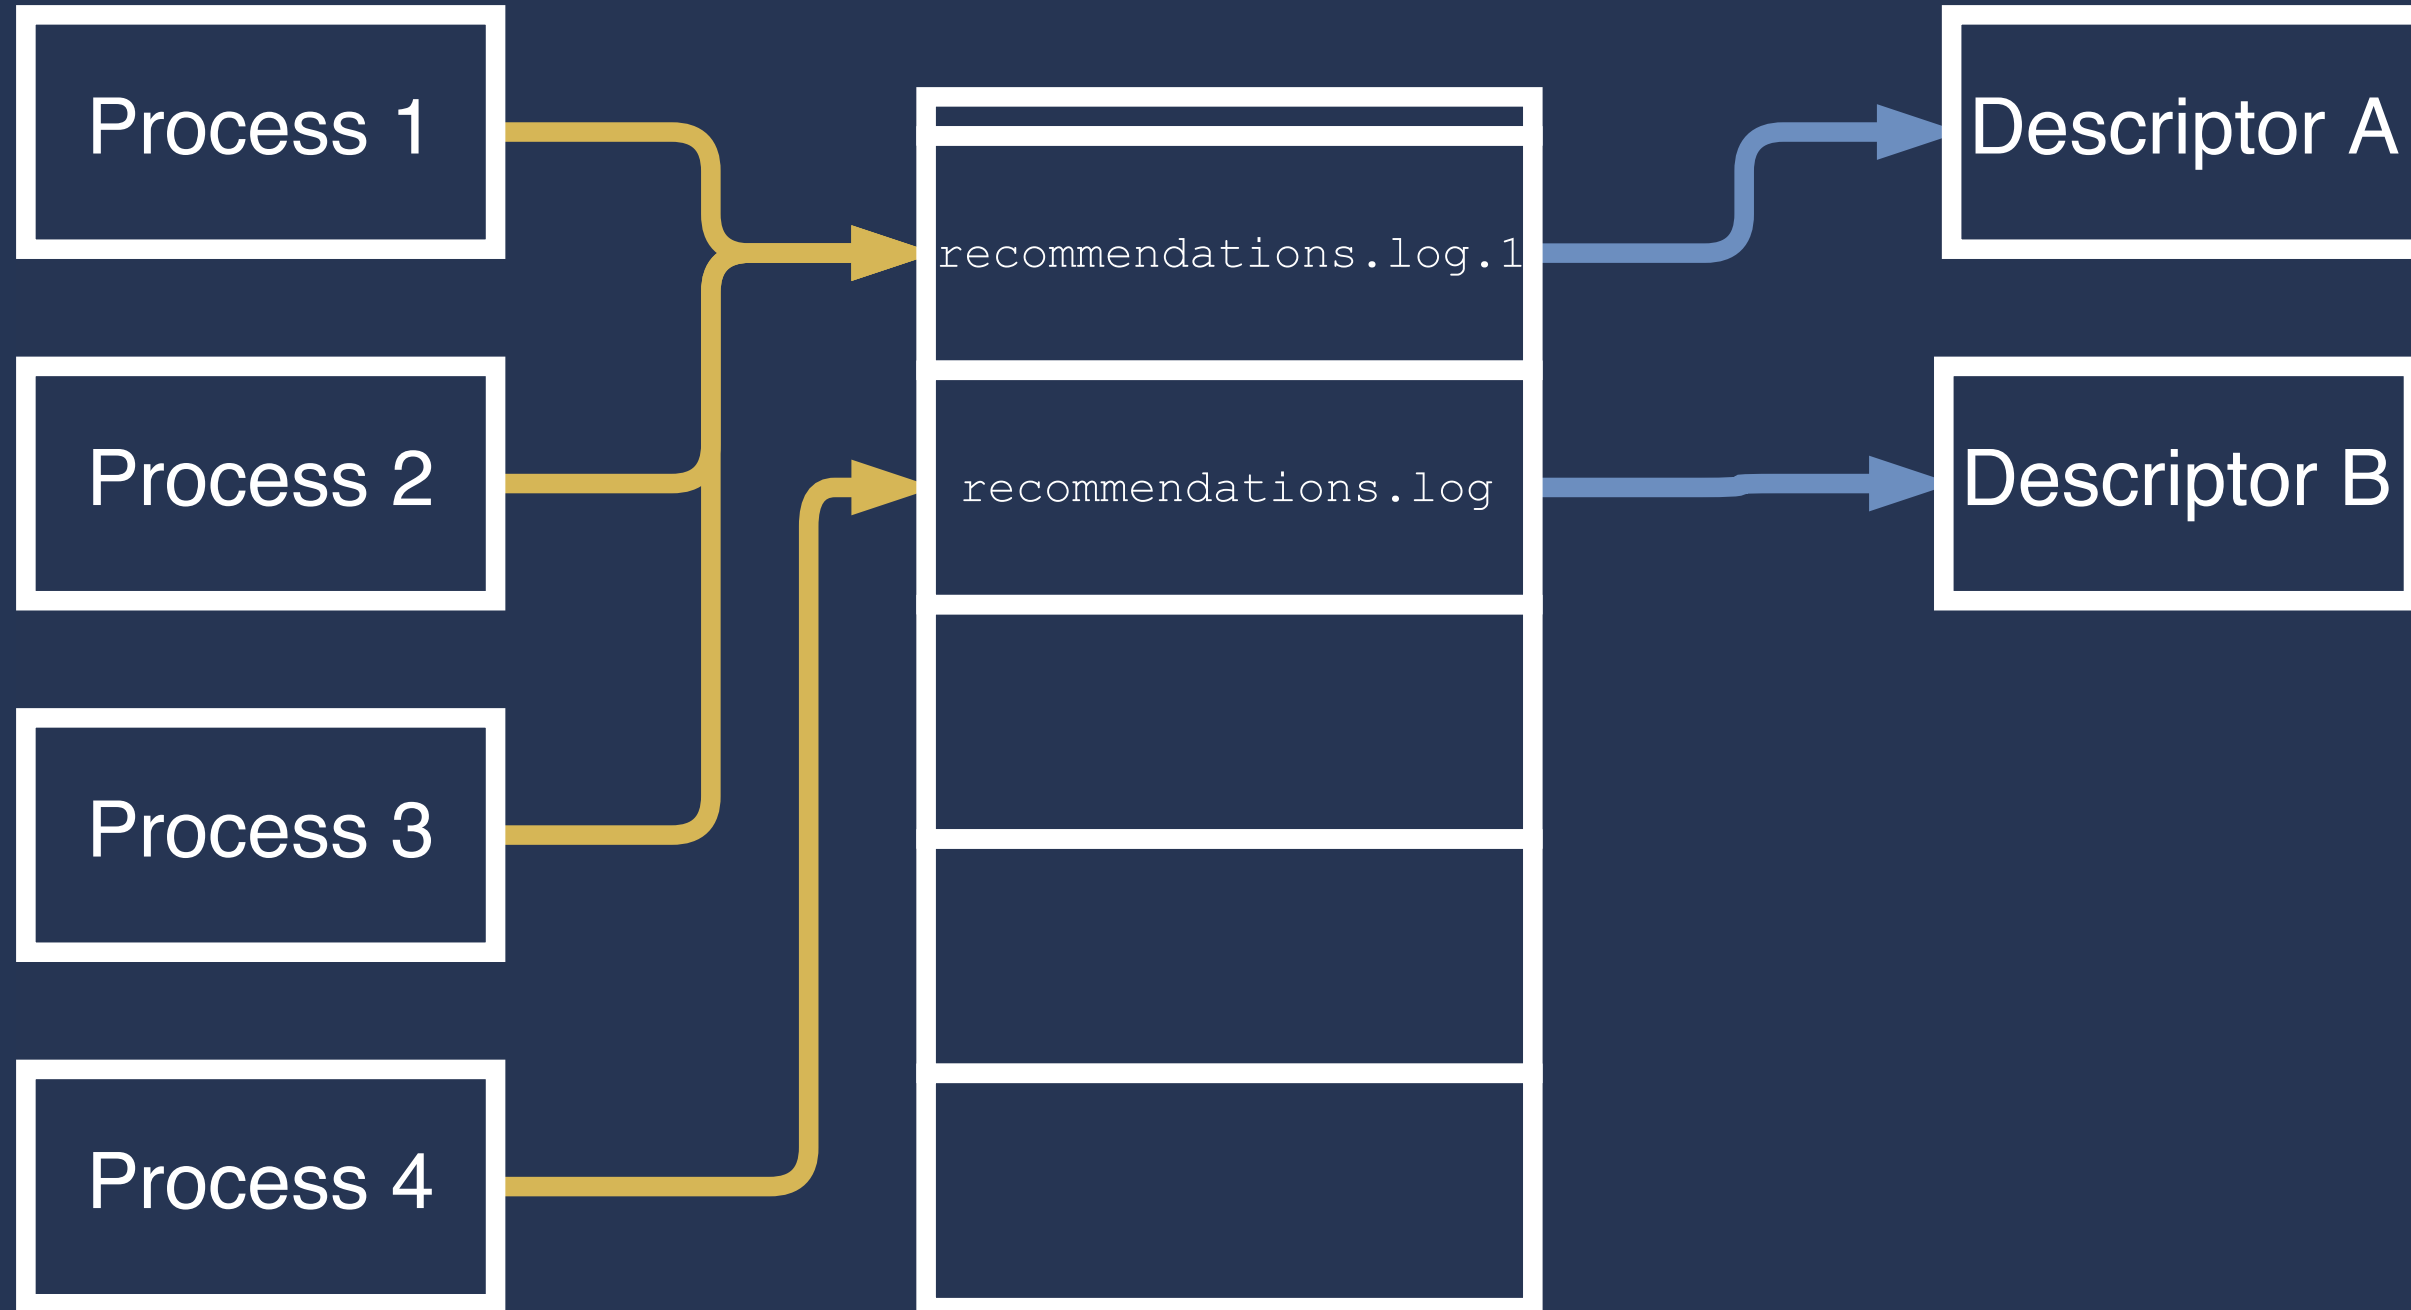 Process 1
Descriptor A
recommendations.log.1
Process 2
recommendations.log
Descriptor B
Process 3
Process 4